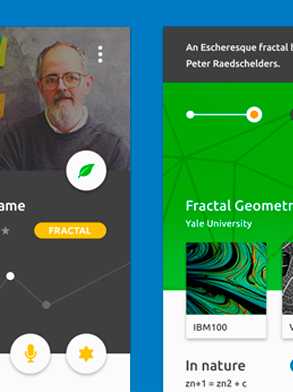 ame
FRACTAL
An Escheresque fractal b
Peter Raedschelders.
Fractal Geometr
Yale University
IBM100
In nature
zn+1 = zn2 + c